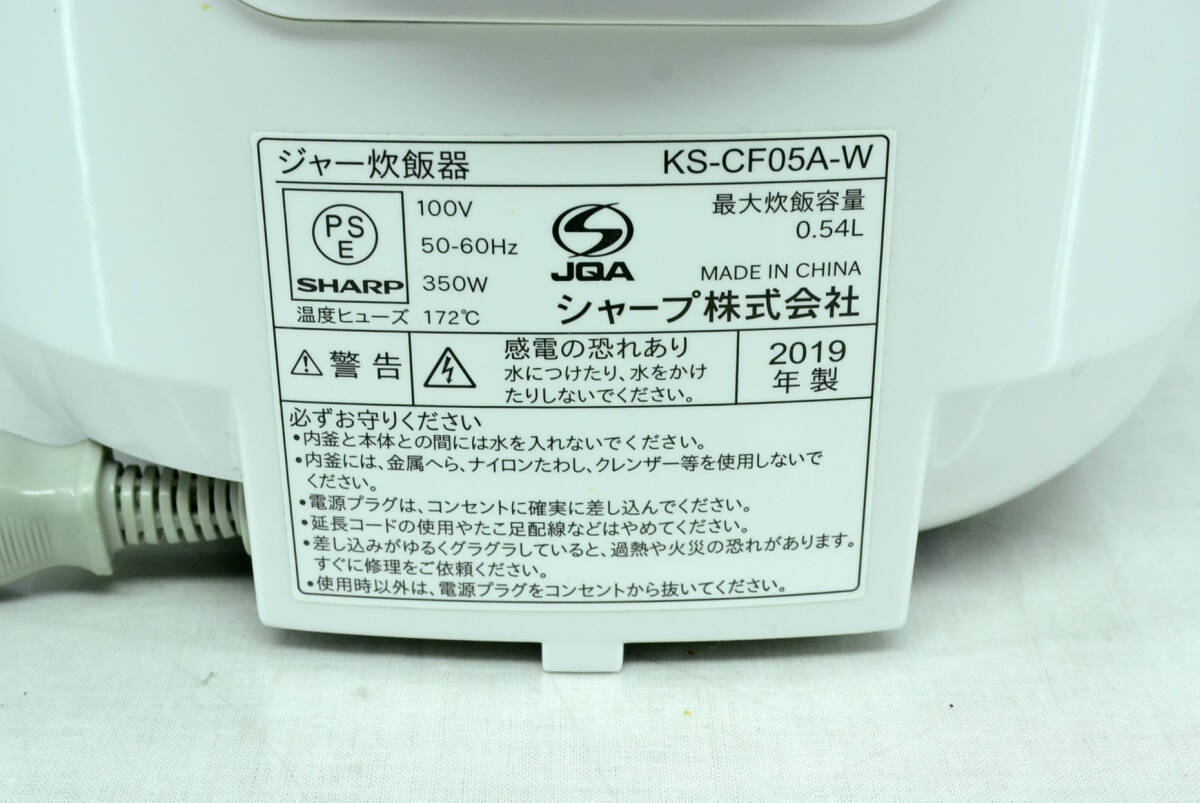 ジャー炊飯器 KS-CF05A-W
PS
E
SHARP
100V
50-60Hz
350W
温度ヒューズ 172℃
JQA
最大炊飯容量
0.54L
MADE IN CHINA
シャープ株式会社
警告
感電の恐れあり
水につけたり、水をかけ
たりしないでください。
2019
年製
必ずお守りください
•内釜と本体との間には水を入れないでください。
•内釜には、金属へら、ナイロンたわし、クレンザー等を使用しないで
ください。
•電源プラグは、コンセントに確実に差し込んでください。
•延長コードの使用やたこ足配線などはやめてください。
•差し込みがゆるくグラグラしていると、過熱や火災の恐れがあります。
すぐに修理をご依頼ください。
•使用時以外は、電源プラグをコンセントから抜いてください。